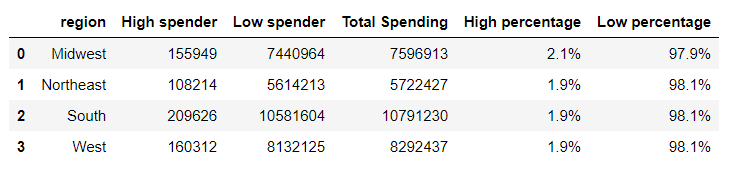 region High spender Low spender Total Spending High percentage Low percentage
0 Midwest 155949 7440964 7596913 2.1% 97.9%
1 Northeast 108214 5614213 5722427 1.9% 98.1%
2 South 209626 10581604 10791230 1.9% 98.1%
3 West 160312 8132125 8292437 1.9% 98.1%